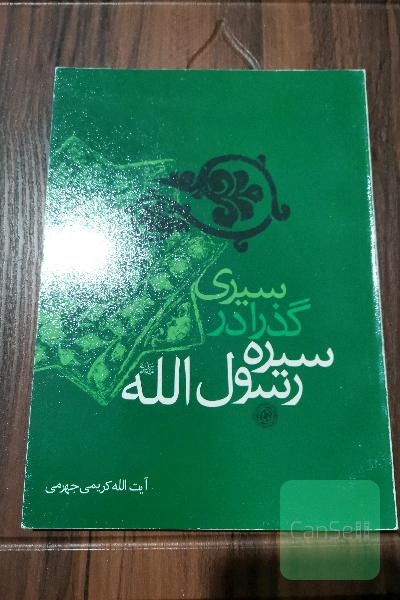 سیری
گذرا در
سیره
رسول الله
آیت الله کریمی جهرمی
CanSell